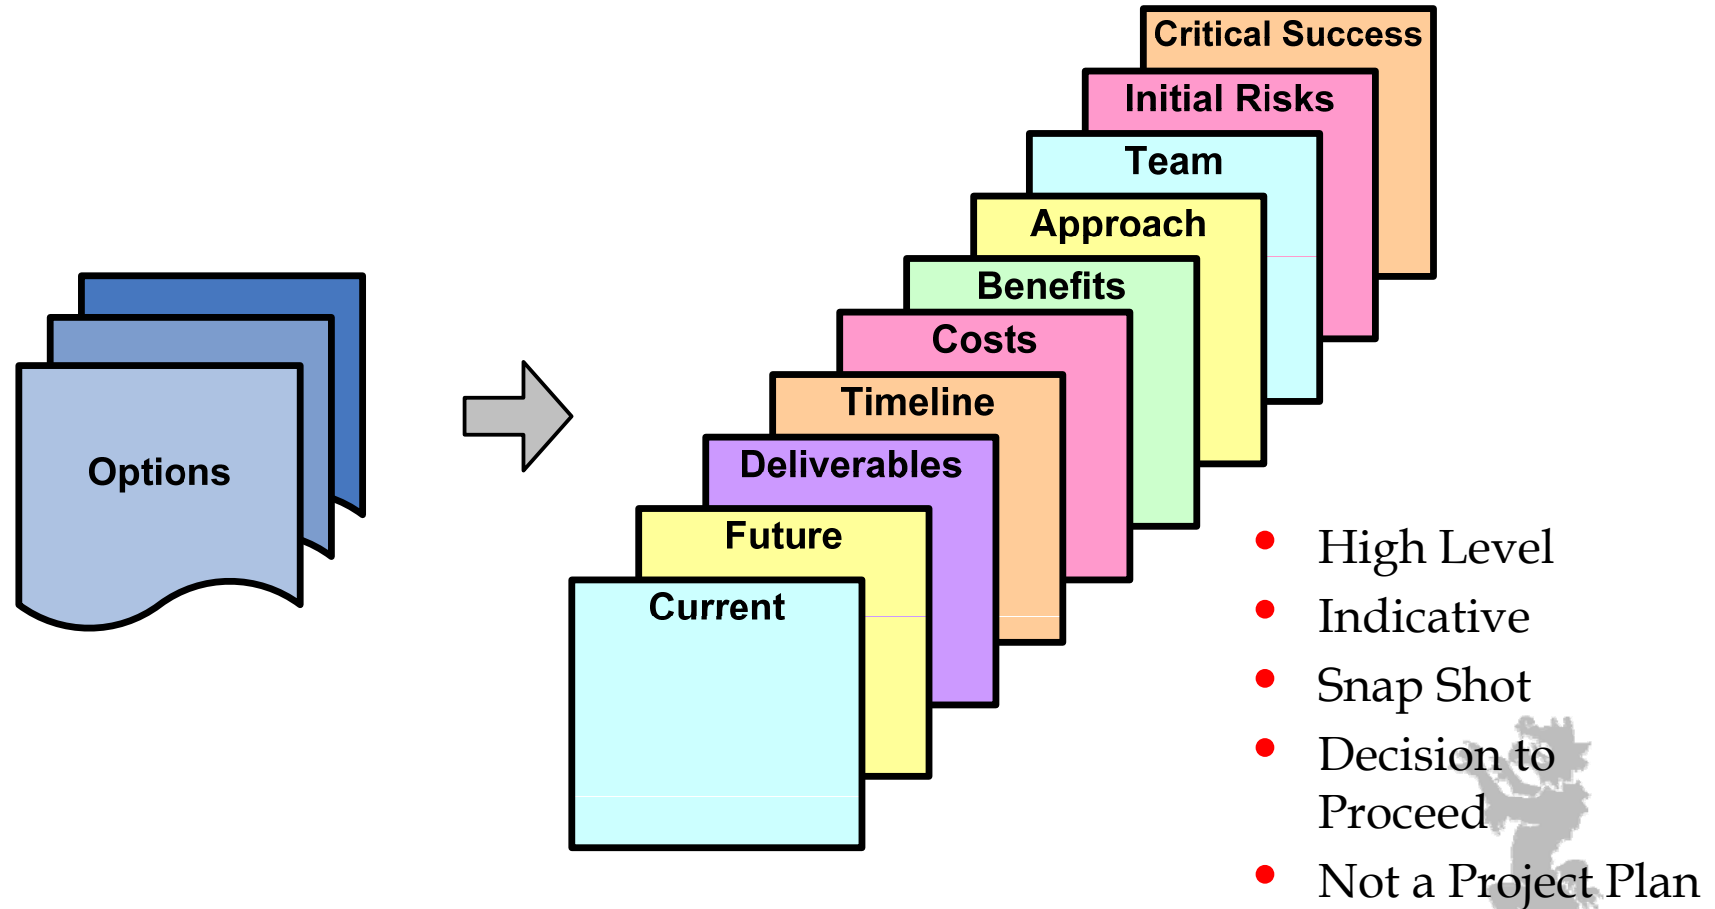 Critical Success
Initial Risks
Team
Approach
Benefits
Costs
Timeline
Deliverables
Future
Current
Options
• High Level
• Indicative
• Snap Shot
• Decision to
Proceed
• Not a Project Plan